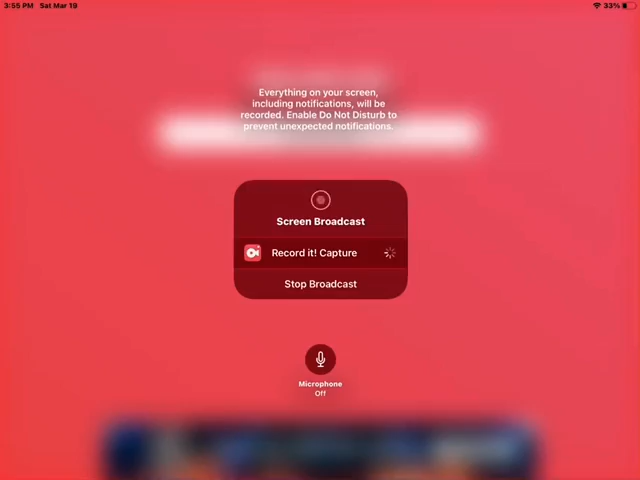 3:55 PM Sat Mar 19
33%
Everything on your screen,
including notifications, will be
recorded. Enable Do Not Disturb to
prevent unexpected notifications.
Screen Broadcast
Record it! Capture
Stop Broadcast
Microphone
Off